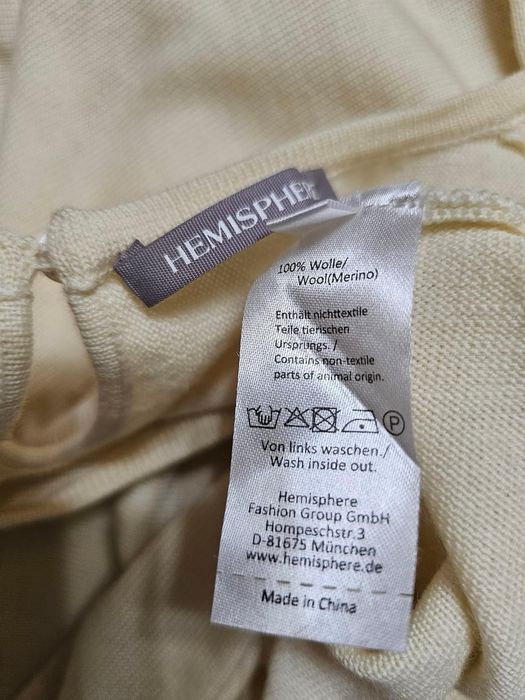 HEMISPHE
100% Wolle/
Wool(Merino)
Enthält nichttextile
Teile tierischen
Ursprungs. /
Contains non-textile
parts of animal origin.
P
Von links waschen./
Wash inside out.
Hemisphere
Fashion Group GmbH
Hompeschstr.3
D-81675 München
www.hemisphere.de
Made in China